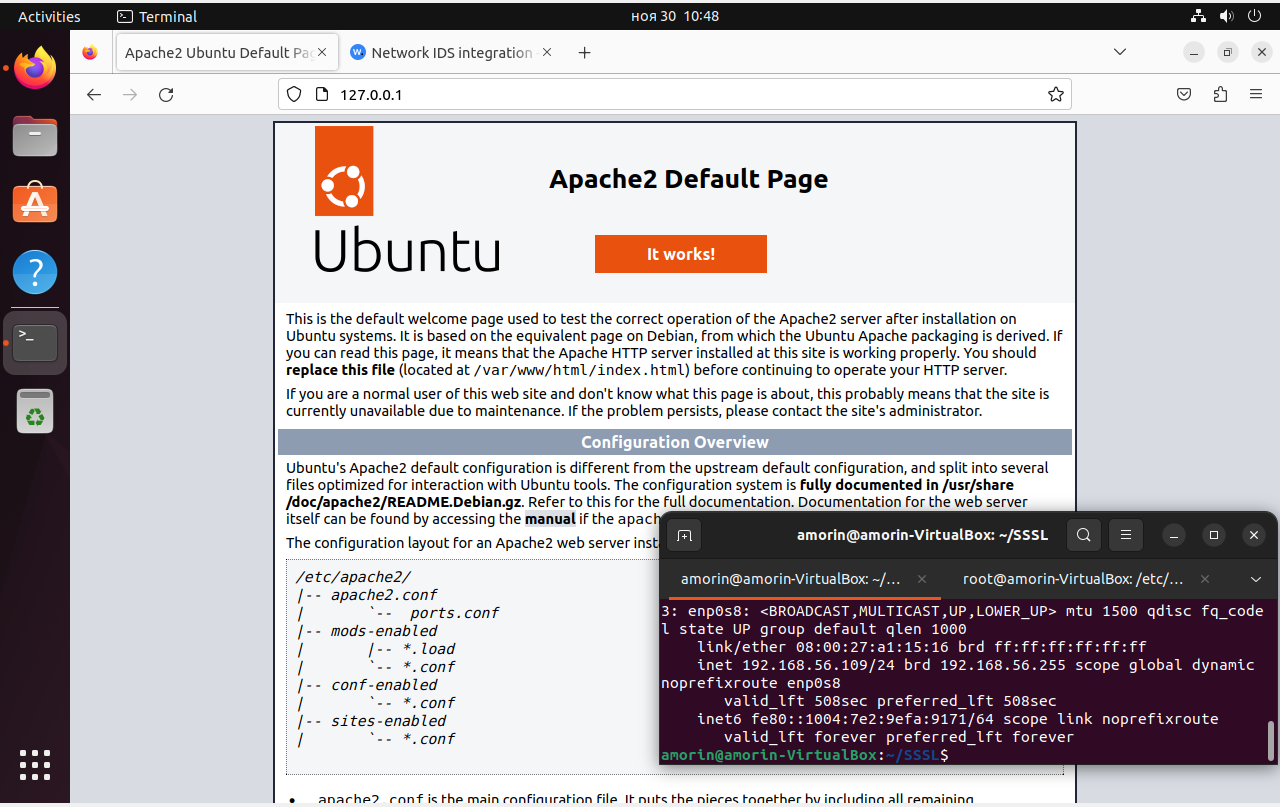 Activities
Terminal
ноя 30 10:48
Apache2 Ubuntu Default Pag
Network IDS integration
127.0.0.1
Apache2 Default Page
Ubuntu
It works!
This is the default welcome page used to test the correct operation of the Apache2 server after installation on
Ubuntu systems. It is based on the equivalent page on Debian, from which the Ubuntu Apache packaging is derived. If
you can read this page, it means that the Apache HTTP server installed at this site is working properly. You should
replace this file (located at /var/www/html/index.html) before continuing to operate your HTTP server.
If you are a normal user of this web site and don't know what this page is about, this probably means that the site is
currently unavailable due to maintenance. If the problem persists, please contact the site's administrator.
Configuration Overview
Ubuntu's Apache2 default configuration is different from the upstream default configuration, and split into several
files optimized for interaction with Ubuntu tools. The configuration system is fully documented in /usr/share
/doc/apache2/README.Debian.gz. Refer to this for the full documentation. Documentation for the web server
itself can be found by accessing the manual if the apac
The configuration layout for an Apache2 web server inst
/etc/apache2/
|-- apache2.conf
|       `--  ports.conf
|-- mods-enabled
|       |-- *.load
|       `-- *.conf
|-- conf-enabled
|       `-- *.conf
|-- sites-enabled
|       `-- *.conf
apache2.conf is the main configuration file. It puts the pieces together by including all remaining
amorin@amorin-VirtualBox: ~/SSSL
amorin@amorin-VirtualBox: ~/...
root@amorin-VirtualBox: /etc/...
3: enp0s8: <BROADCAST,MULTICAST,UP,LOWER_UP> mtu 1500 qdisc fq_code
l state UP group default qlen 1000
link/ether 08:00:27:a1:15:16 brd ff:ff:ff:ff:ff:ff
inet 192.168.56.109/24 brd 192.168.56.255 scope global dynamic
noprefixroute enp0s8
valid_lft 508sec preferred_lft 508sec
inet6 fe80::1004:7e2:9efa:9171/64 scope link noprefixroute
valid_lft forever preferred_lft forever
amorin@amorin-VirtualBox:~/SSSL$